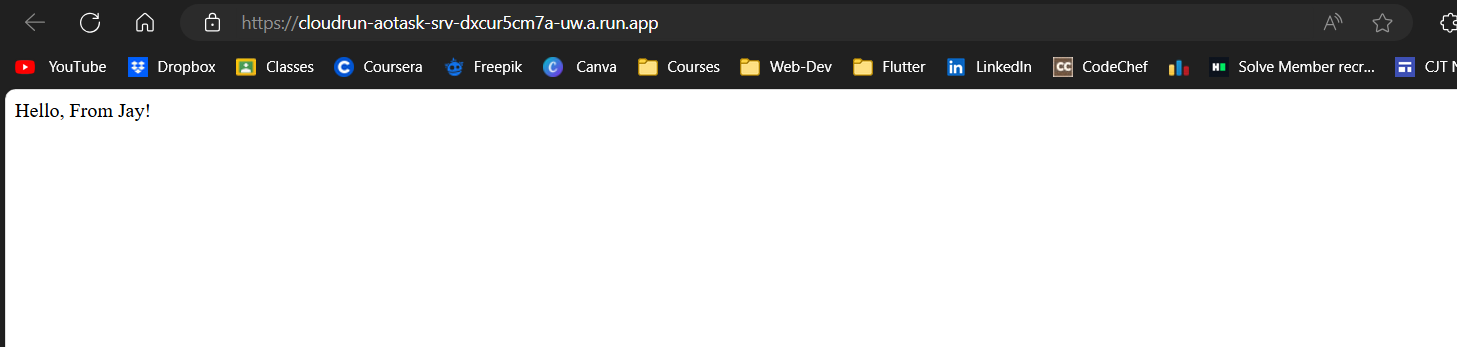 https://cloudrun-aotask-srv-dxcur5cm7a-uw.a.run.app
YouTube Dropbox Classes Coursera Freepik Canva Courses Web-Dev Flutter LinkedIn CC CodeChef H Solve Member recr... CJT
Hello, From Jay!